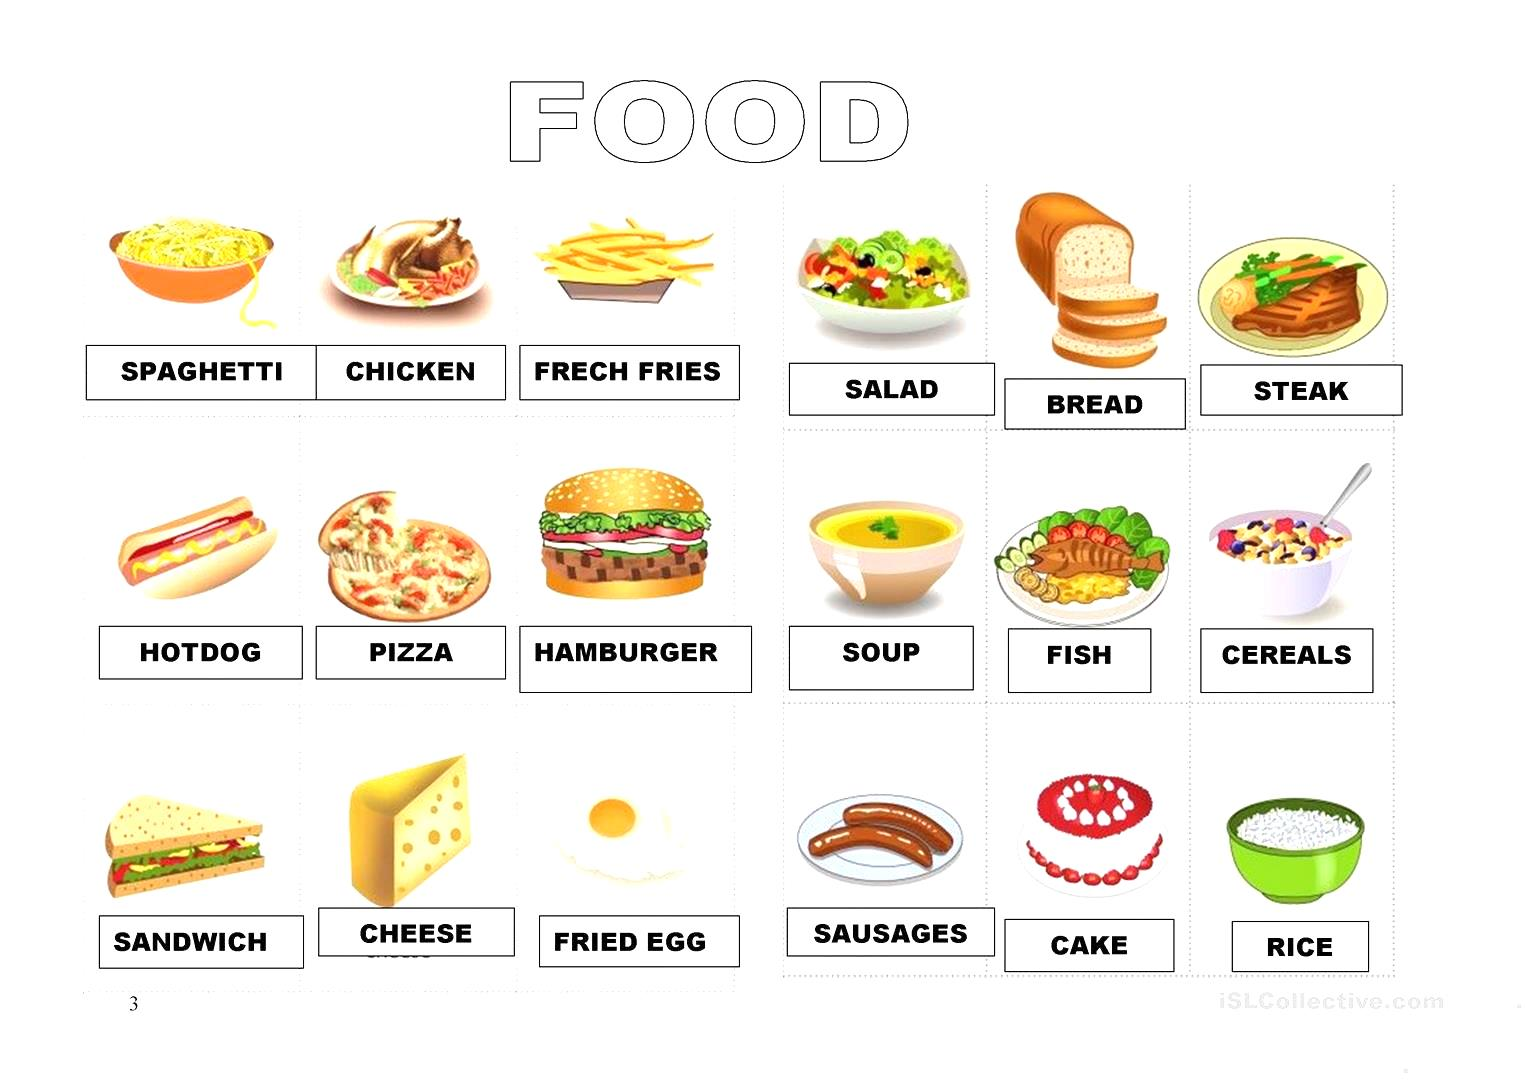 FOOD
SPAGHETTI
CHICKEN
FRECH FRIES
SALAD
BREAD
STEAK
HOTDOG
PIZZA
HAMBURGER
SOUP
FISH
CEREALS
SANDWICH
CHEESE
FRIED EGG
SAUSAGES
CAKE
RICE
3
iSLCollective.com